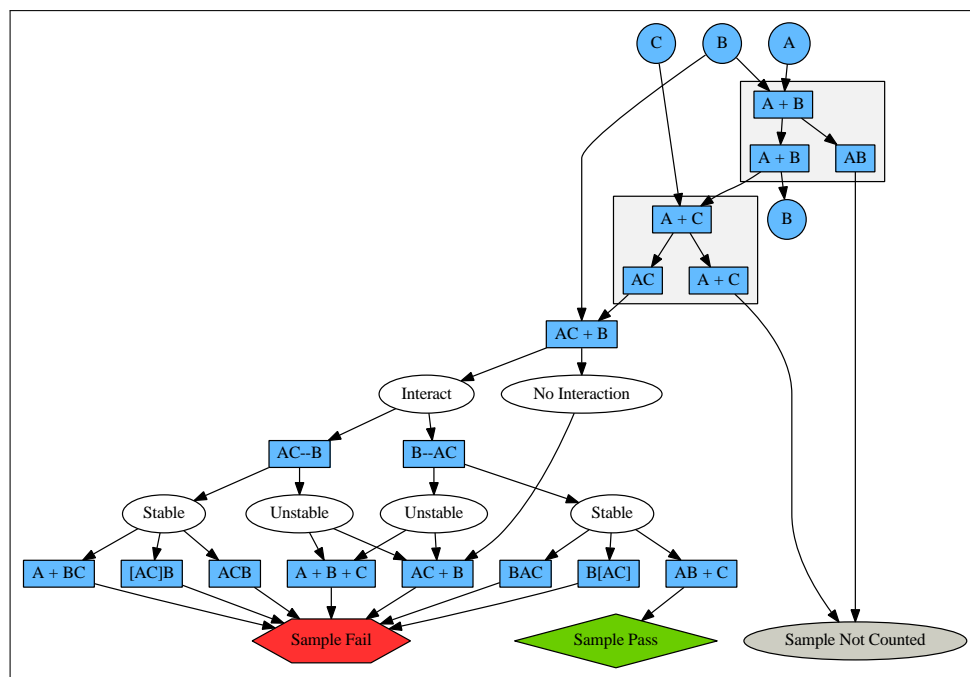 C
B
A
A + B
A + B
AB
A + C
B
AC
A + C
AC + B
Interact
No Interaction
AC--B
B--AC
Stable
Unstable
Unstable
Stable
A + BC
[AC]B
ACB
A + B + C
AC + B
BAC
B[AC]
AB + C
Sample Fail
Sample Pass
Sample Not Counted